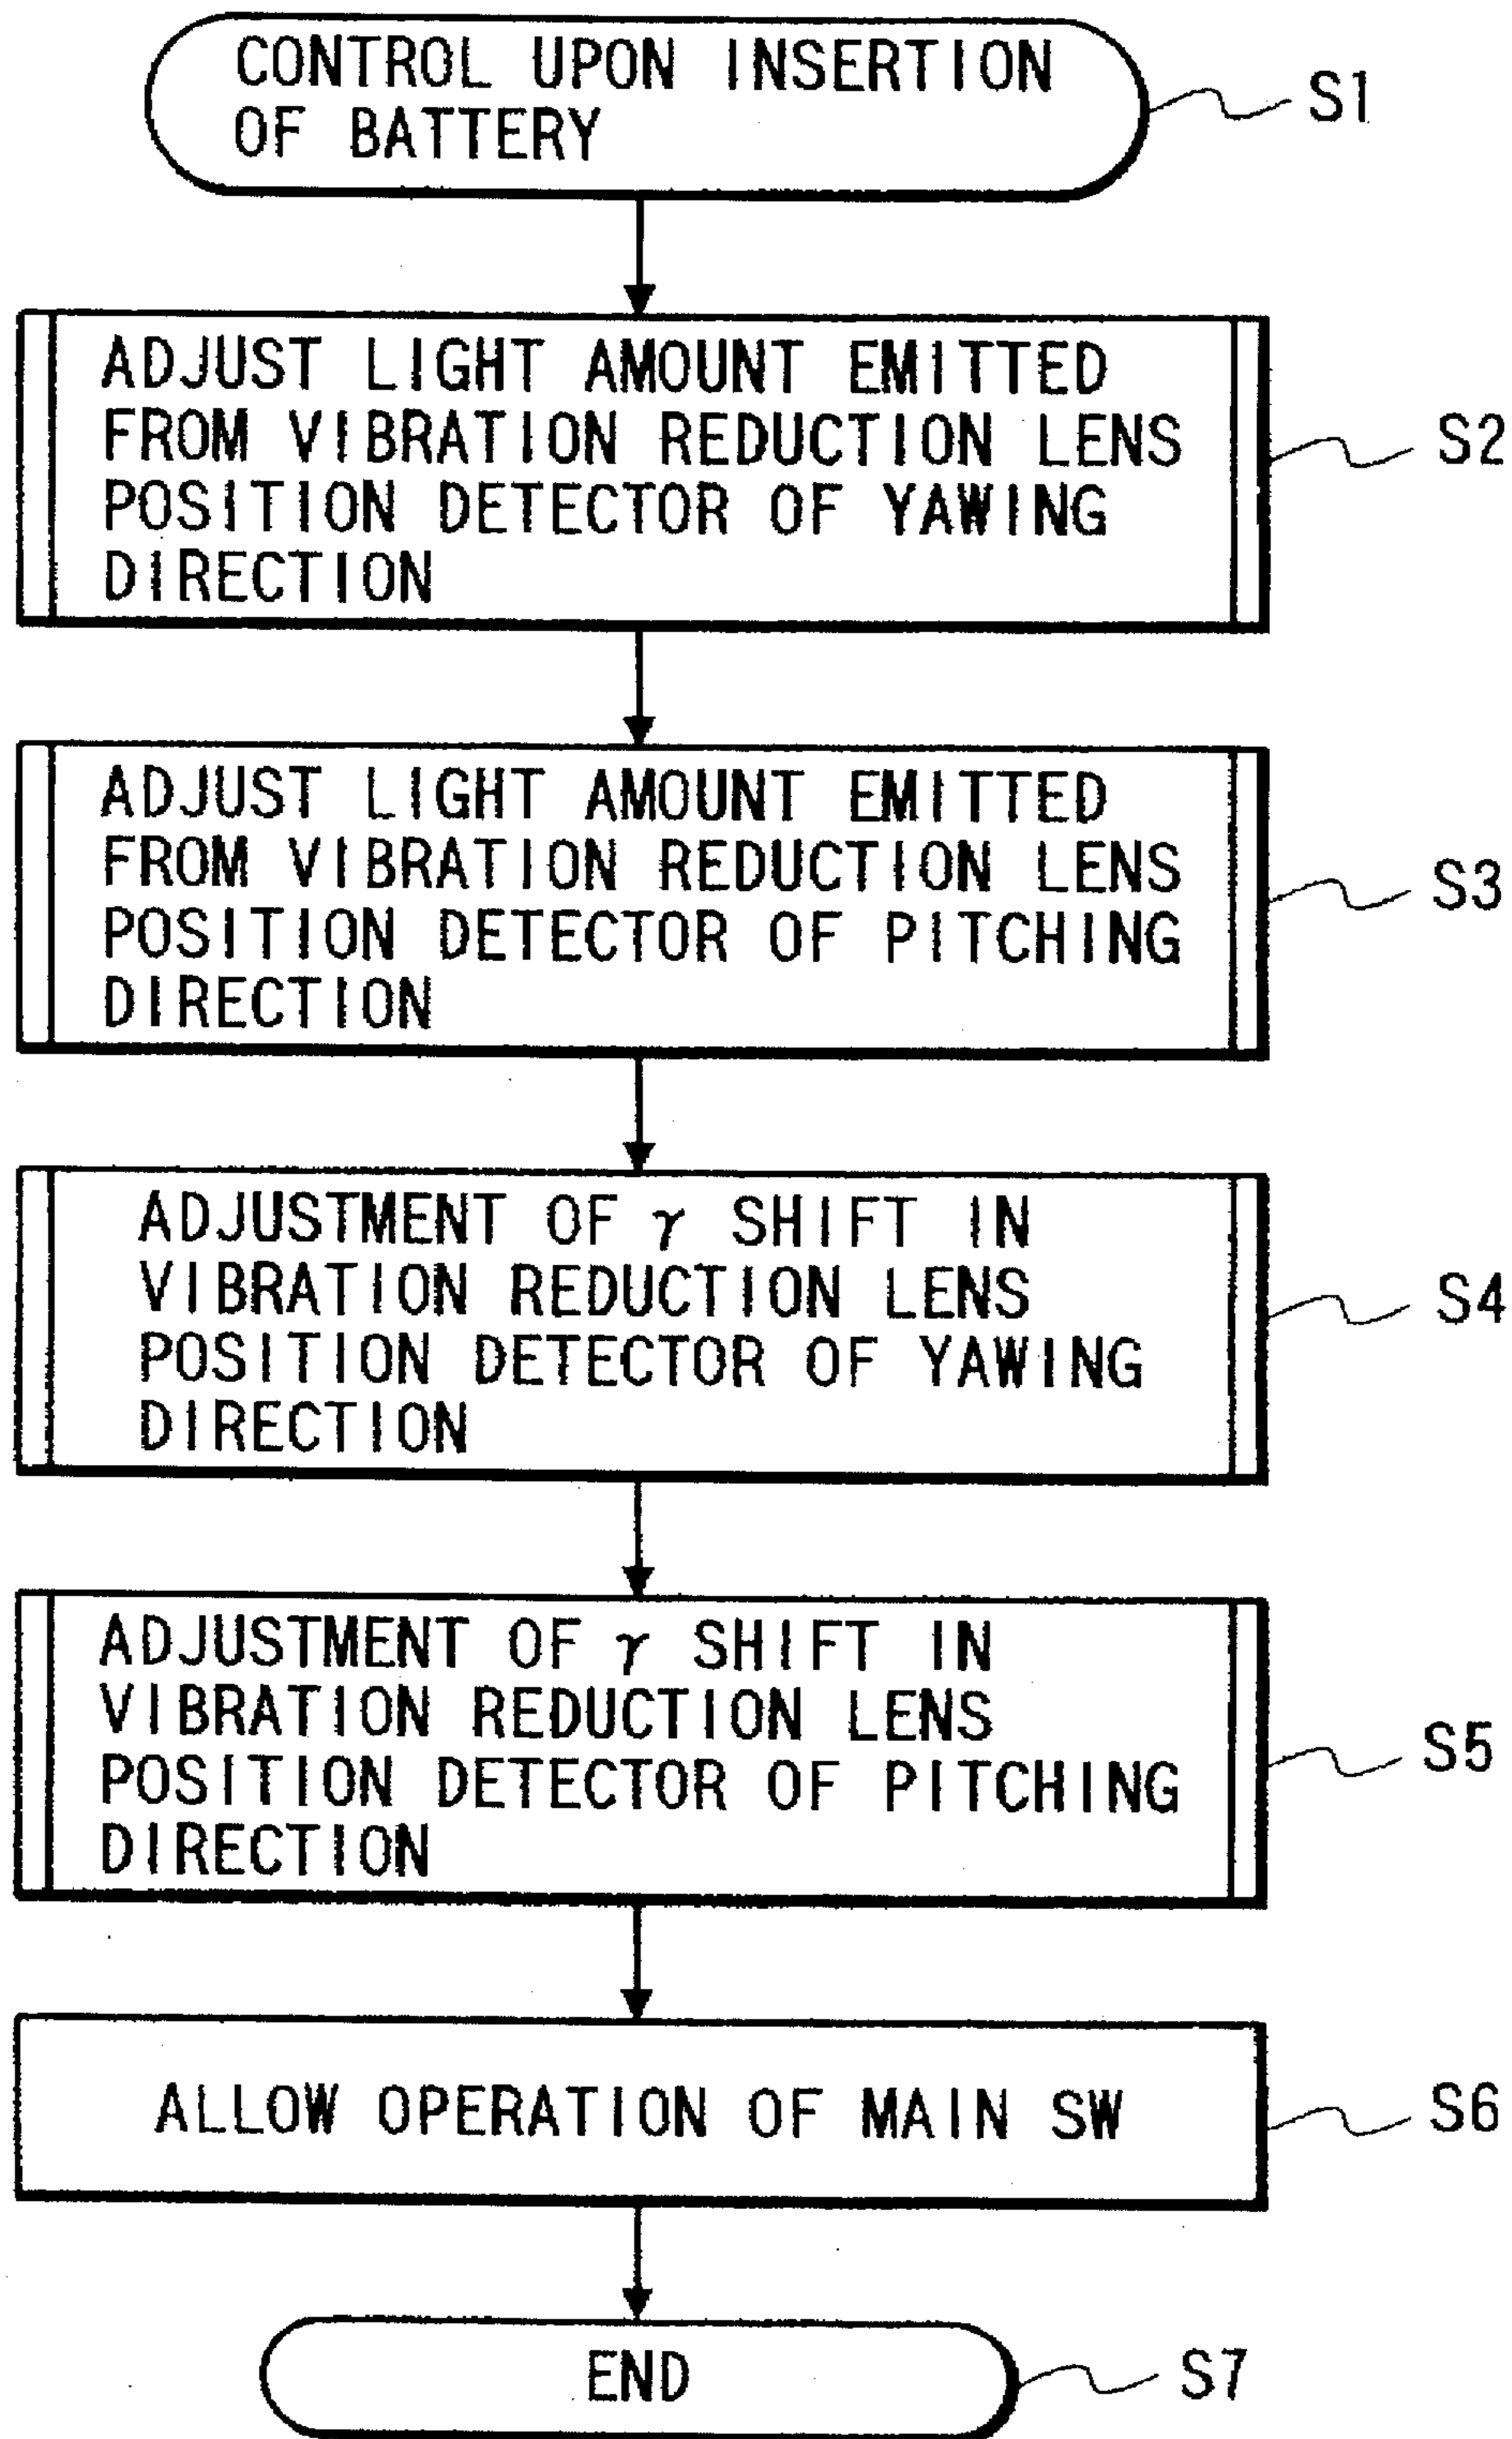 CONTROL UPON INSERTION
OF BATTERY
S1
ADJUST LIGHT AMOUNT EMITTED
FROM VIBRATION REDUCTION LENS
POSITION DETECTOR OF YAWING
DIRECTION
S2
ADJUST LIGHT AMOUNT EMITTED
FROM VIBRATION REDUCTION LENS
POSITION DETECTOR OF PITCHING
DIRECTION
S3
ADJUSTMENT OF γ SHIFT IN
VIBRATION REDUCTION LENS
POSITION DETECTOR OF YAWING
DIRECTION
S4
ADJUSTMENT OF γ SHIFT IN
VIBRATION REDUCTION LENS
POSITION DETECTOR OF PITCHING
DIRECTION
S5
ALLOW OPERATION OF MAIN SW
S6
END
S7